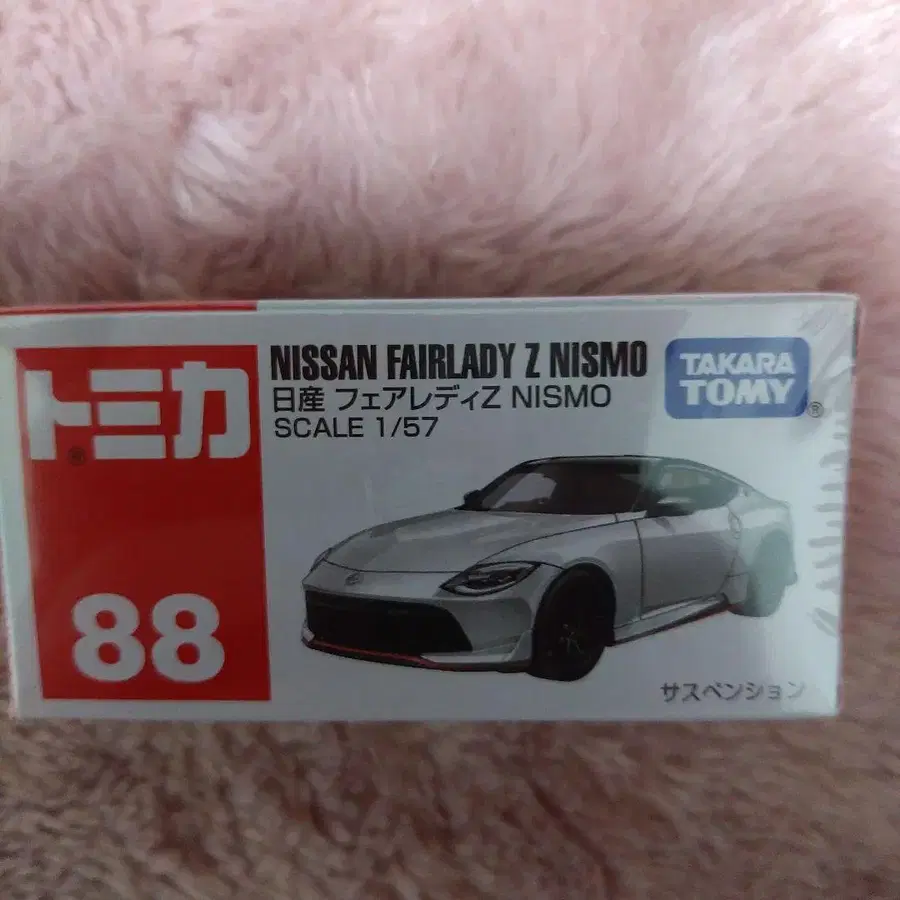 トミカ®
88
NISSAN FAIRLADY Z NISMO
日産 フェアレディZ NISMO
SCALE 1/57
TAKARA
TOMY®
サスペンション